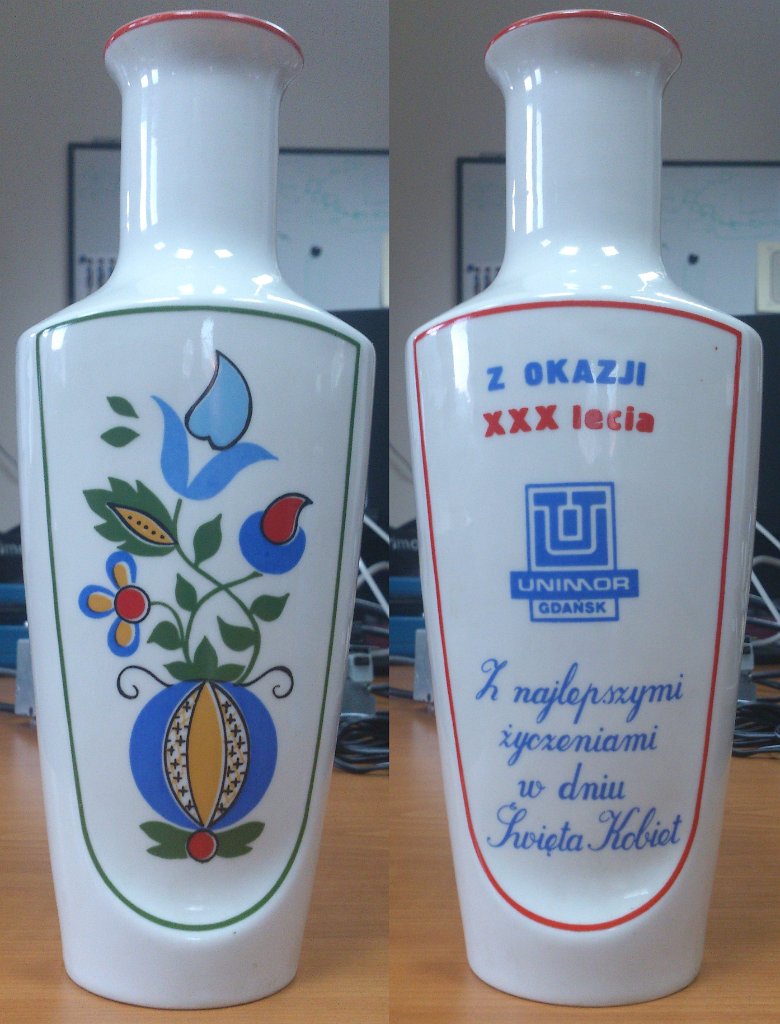 Z OKAZJI
XXX lecia
UNIMOR
GDAŃSK
Z najlepszymi
życzeniami
w dniu
Święta Kobiet